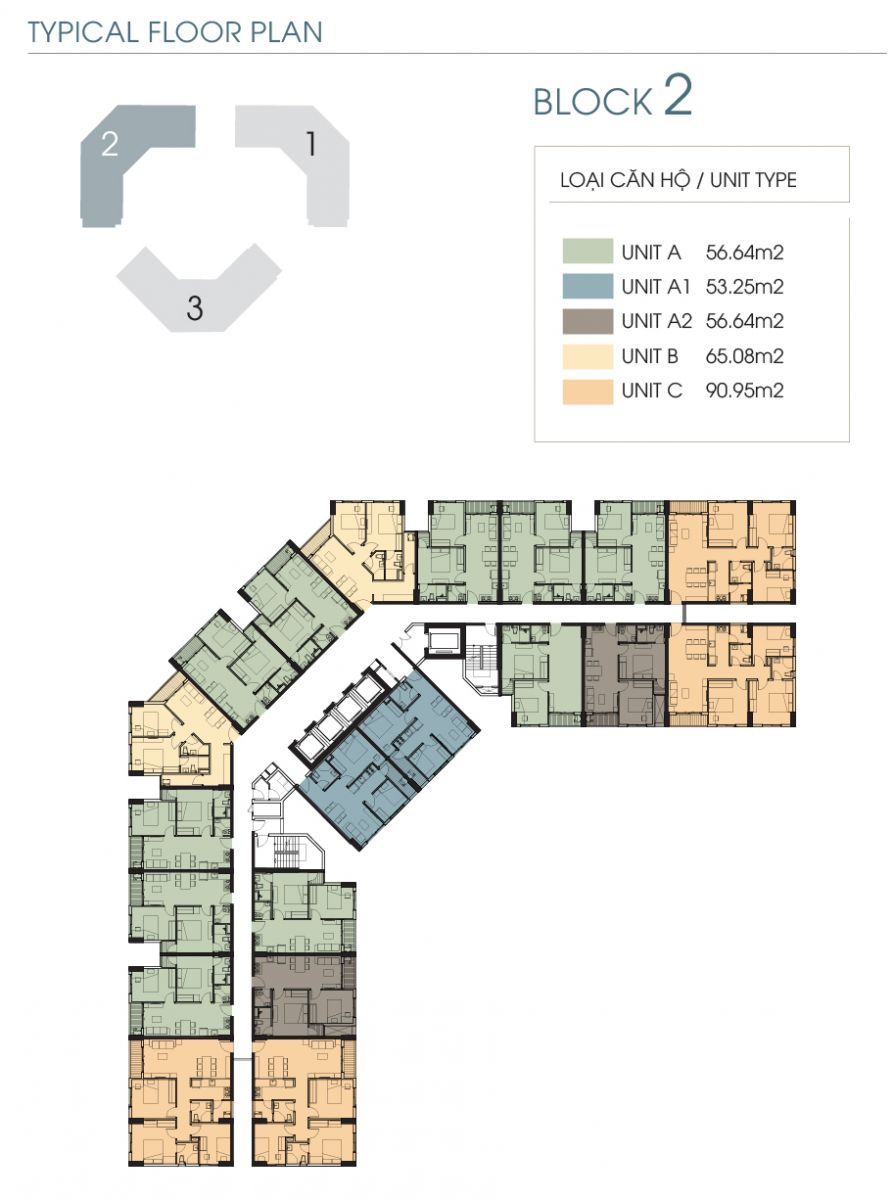 TYPICAL FLOOR PLAN
BLOCK 2
2
1
3
LOẠI CĂN HỘ / UNIT TYPE
UNIT A 56.64m2
UNIT A1 53.25m2
UNIT A2 56.64m2
UNIT B 65.08m2
UNIT C 90.95m2